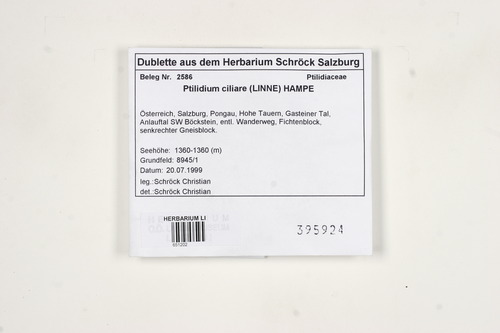 Dublette aus dem Herbarium Schröck Salzburg
Beleg Nr. 2586 Ptilidiaceae
Ptilidium ciliare (LINNE) HAMPE
Österreich, Salzburg, Pongau, Hohe Tauern, Gasteiner Tal,
Anlauftal SW Böckstein, entl. Wanderweg, Fichtenblock,
senkrechter Gneisblock.
Seehöhe: 1360-1360 (m)
Grundfeld: 8945/1
Datum: 20.07.1999
leg.:Schröck Christian
det.:Schröck Christian
HERBARIUM LI
651202
395924